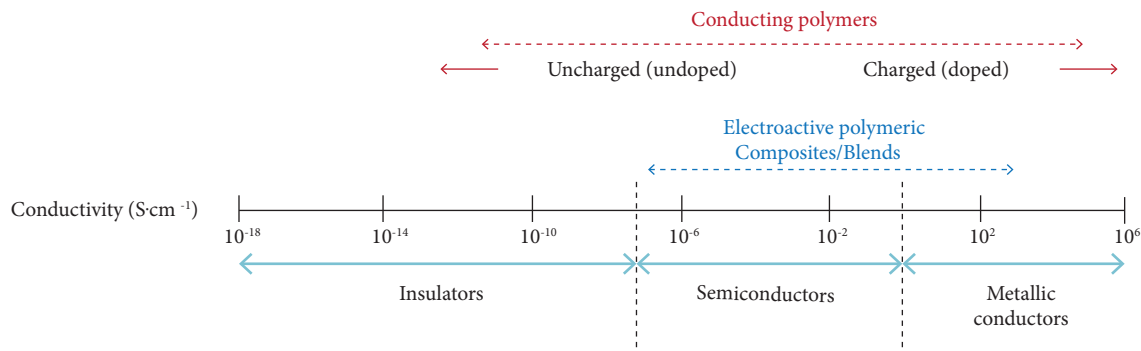 Conducting polymers
Uncharged (undoped) Charged (doped)
Electroactive polymeric
Composites/Blends
Conductivity (S·cm ⁻¹)
10⁻¹⁸ 10⁻¹⁴ 10⁻¹⁰ 10⁻⁶ 10⁻² 10² 10⁶
Insulators Semiconductors Metallic
conductors